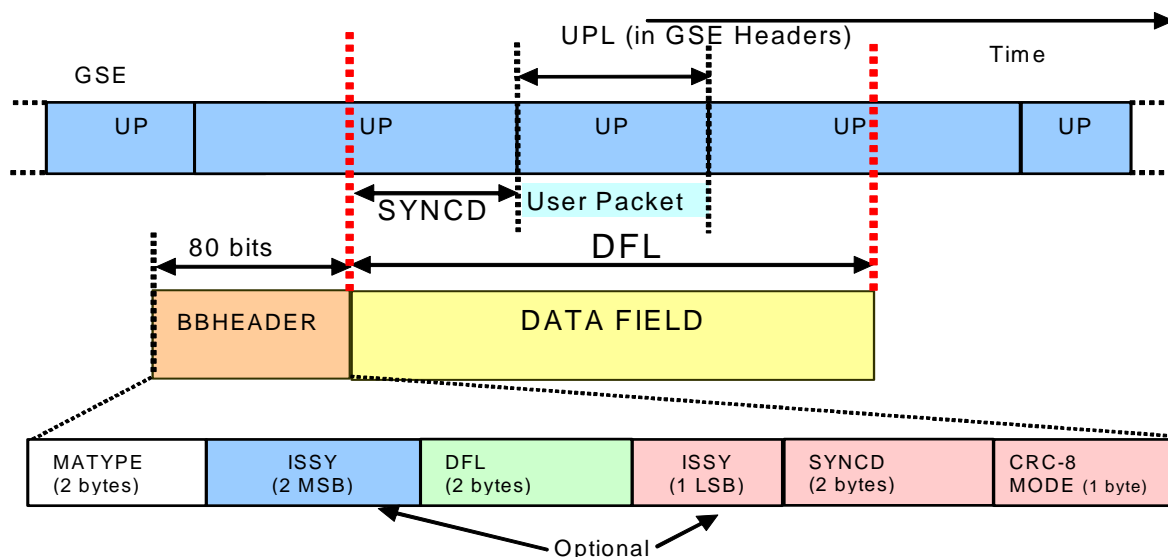 UPL (in GSE Headers)
Time
GSE
UP
UP
UP
UP
UP
SYNCD
User Packet
80 bits
DFL
BBHEADER
DATA FIELD
MATYPE
(2 bytes)
ISSY
(2 MSB)
DFL
(2 bytes)
ISSY
(1 LSB)
SYNCD
(2 bytes)
CRC-8
MODE (1 byte)
Optional